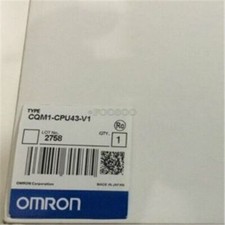 TYPE
CQM1-CPU43-V1
LOT No. QTY.
2758 1
OMRON Corporation MADE IN JAPAN
OMRON